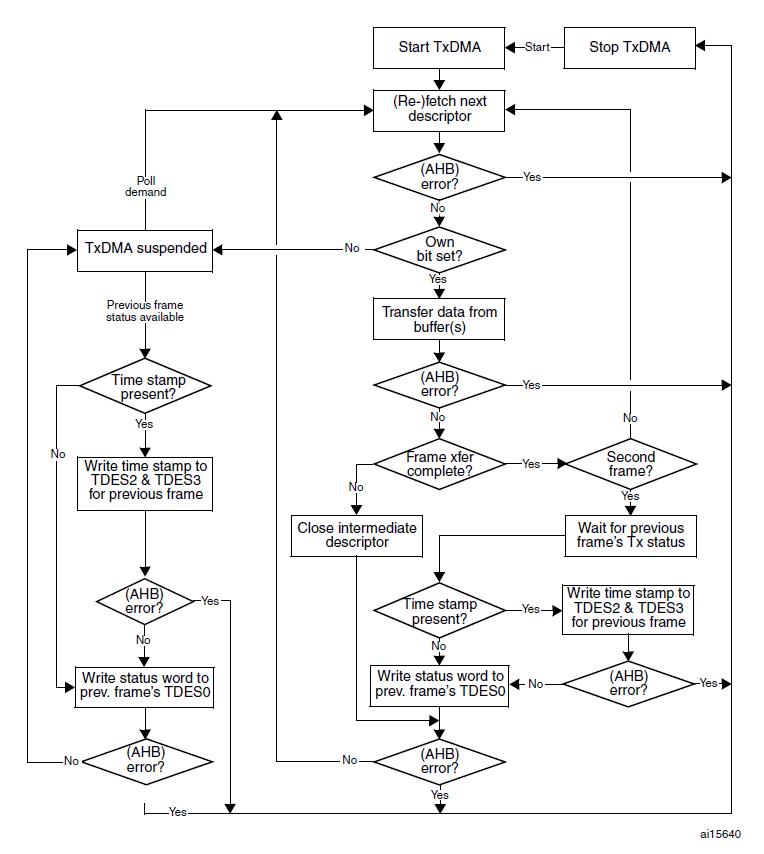 Start TxDMA
Start
Stop TxDMA
(Re-)fetch next
descriptor
(AHB)
error?
Yes
No
Poll
demand
TxDMA suspended
No
Own
bit set?
Yes
Previous frame
status available
Transfer data from
buffer(s)
Time stamp
present?
(AHB)
error?
Yes
No
Yes
No
No
Write time stamp to
TDES2 & TDES3
for previous frame
Frame xfer
complete?
Yes
Second
frame?
No
Yes
Close intermediate
descriptor
Wait for previous
frame's Tx status
(AHB)
error?
Yes
No
Time stamp
present?
Yes
Write time stamp to
TDES2 & TDES3
for previous frame
No
Write status word to
prev. frame's TDES0
Write status word to
prev. frame's TDES0
No
(AHB)
error?
Yes
No
(AHB)
error?
No
(AHB)
error?
Yes
Yes
ai15640